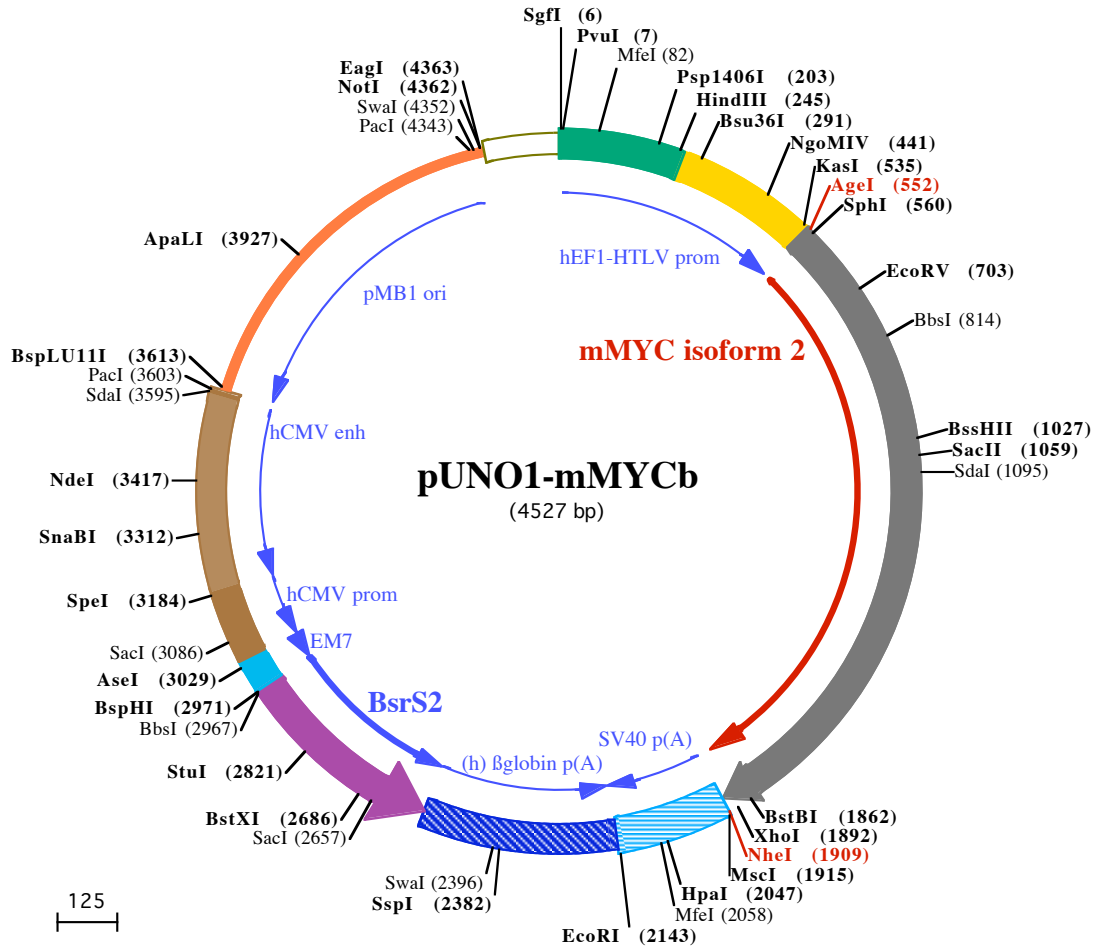 SgfI (6)
PvuI (7)
MfeI (82)
Psp1406I (203)
HindIII (245)
Bsu36I (291)
NgoMIV (441)
KasI (535)
AgeI (552)
SphI (560)
EcoRV (703)
BbsI (814)
BssHII (1027)
SacII (1059)
SdaI (1095)
BstBI (1862)
XhoI (1892)
NheI (1909)
MscI (1915)
HpaI (2047)
MfeI (2058)
EcoRI (2143)
SspI (2382)
SwaI (2396)
SacI (2657)
BstXI (2686)
StuI (2821)
BbsI (2967)
BspHI (2971)
AseI (3029)
SacI (3086)
SpeI (3184)
SnaBI (3312)
NdeI (3417)
SdaI (3595)
PacI (3603)
BspLU11I (3613)
ApaLI (3927)
PacI (4343)
SwaI (4352)
NotI (4362)
EagI (4363)
hEF1-HTLV prom
pMB1 ori
mMYC isoform 2
hCMV enh
pUNO1-mMYCb
(4527 bp)
hCMV prom
EM7
BsrS2
SV40 p(A)
(h) ßglobin p(A)
125